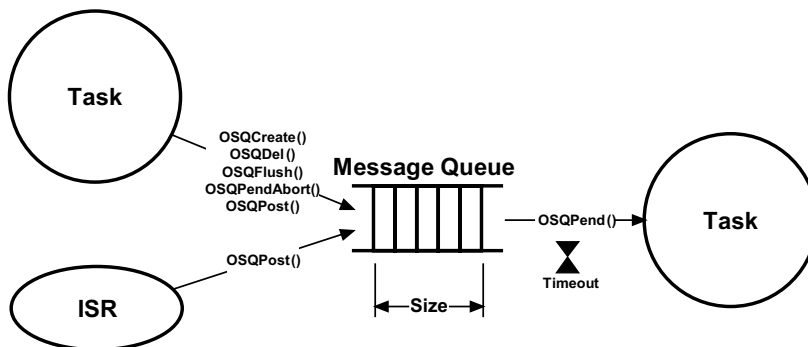 Task
OSQCreate()
OSQDel()
OSQFlush()
OSQPendAbort()
OSQPost()
Message Queue
OSQPend()
Timeout
Task
OSQPost()
ISR
Size